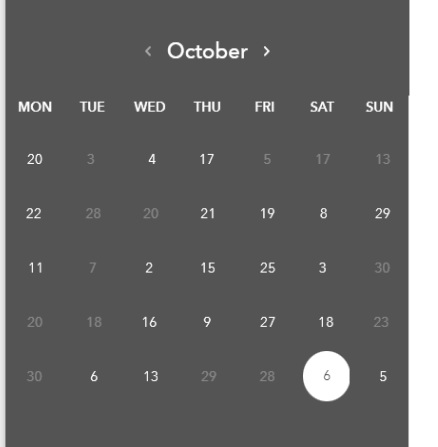 ‹ October ›
MON TUE WED THU FRI SAT SUN
20 3 4 17 5 17 13
22 28 20 21 19 8 29
11 7 2 15 25 3 30
20 18 16 9 27 18 23
30 6 13 29 28 6 5